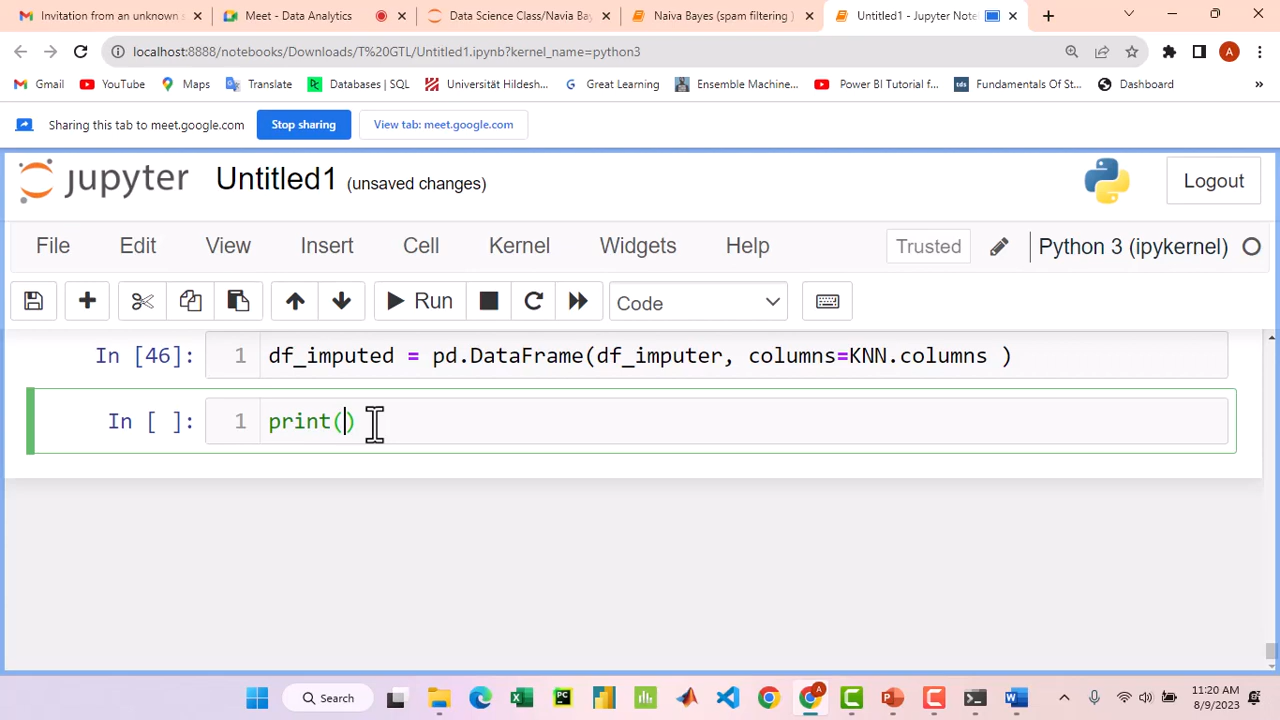 Invitation from an unknown s
Meet - Data Analytics
Data Science Class/Navia Bay
Naiva Bayes (spam filtering )
Untitled1 - Jupyter Note
localhost:8888/notebooks/Downloads/T%20GTL/Untitled1.ipynb?kernel_name=python3
A
Gmail
YouTube
Maps
Translate
Databases | SQL
Universität Hildesh...
Great Learning
Ensemble Machine...
Power BI Tutorial f...
Fundamentals Of St...
Dashboard
»
Sharing this tab to meet.google.com
Stop sharing
View tab: meet.google.com
jupyter
Untitled1 (unsaved changes)
Logout
File
Edit
View
Insert
Cell
Kernel
Widgets
Help
Trusted
Python 3 (ipykernel)
Run
Code
In [46]:
1 df_imputed = pd.DataFrame(df_imputer, columns=KNN.columns )
In [ ]:
1 print()
Search
A
11:20 AM
8/9/2023